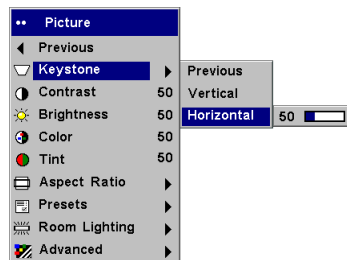 Picture
Previous
Keystone
Previous
Contrast 50
Vertical
Brightness 50
Horizontal 50
Color 50
Tint 50
Aspect Ratio
Presets
Room Lighting
Advanced